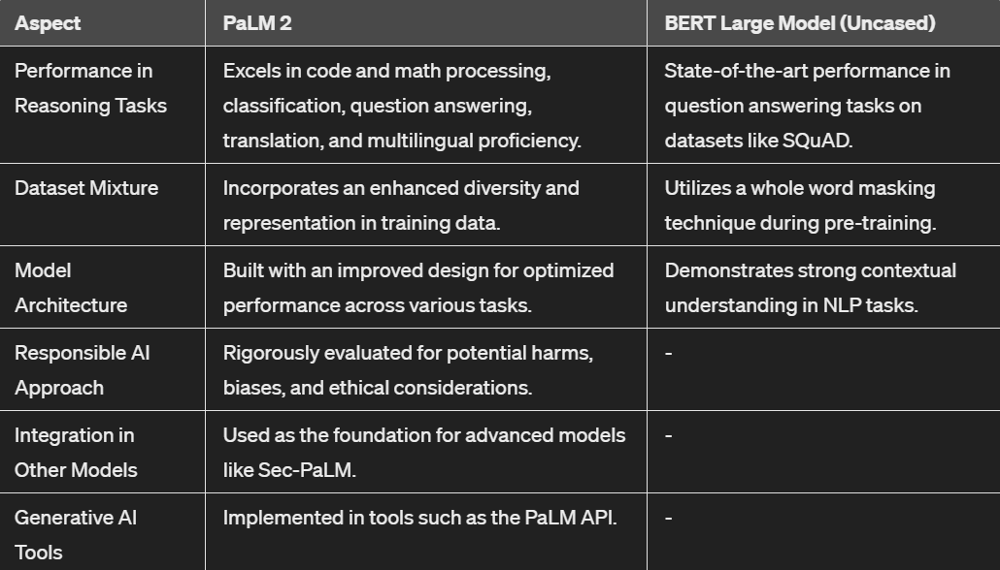 Aspect
PaLM 2
BERT Large Model (Uncased)
Performance in
Reasoning Tasks
Excels in code and math processing,
classification, question answering,
translation, and multilingual proficiency.
State-of-the-art performance in
question answering tasks on
datasets like SQuAD.
Dataset Mixture
Incorporates an enhanced diversity and
representation in training data.
Utilizes a whole word masking
technique during pre-training.
Model
Architecture
Built with an improved design for optimized
performance across various tasks.
Demonstrates strong contextual
understanding in NLP tasks.
Responsible AI
Approach
Rigorously evaluated for potential harms,
biases, and ethical considerations.
-
Integration in
Other Models
Used as the foundation for advanced models
like Sec-PaLM.
-
Generative AI
Tools
Implemented in tools such as the PaLM API.
-